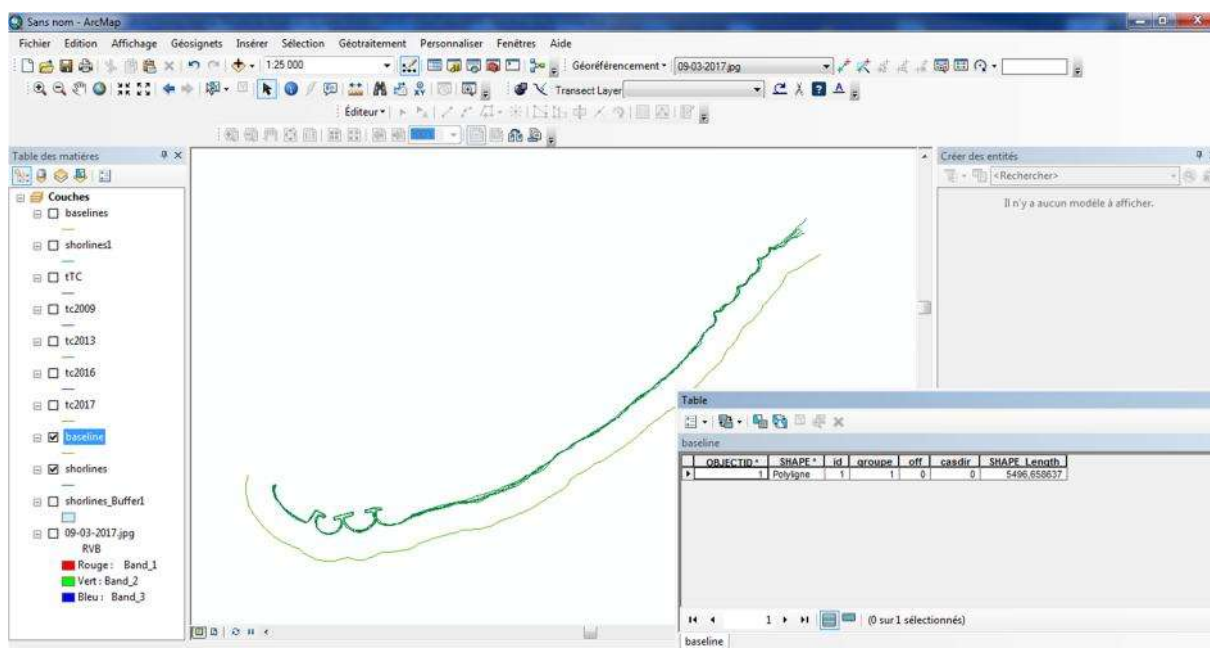 Sans nom - ArcMap
Fichier Edition Affichage Géosignets Insérer Sélection Géotraitement Personnaliser Fenêtres Aide
1:25 000
Géoréférencement
09-03-2017.jpg
Transect Layer
Éditeur
Table des matières
Couches
baselines
shorlines1
tTC
tc2009
tc2013
tc2016
tc2017
baseline
shorlines
shorlines_Buffer1
09-03-2017.jpg
RVB
Rouge : Band_1
Vert : Band_2
Bleu : Band_3
Créer des entités
<Rechercher>
Il n'y a aucun modèle à afficher.
Table
baseline
OBJECTID * SHAPE * id groupe off casdir SHAPE_Length
1 Polyligne 1 1 0 0 5496,658637
1 (0 sur 1 sélectionnés)
baseline